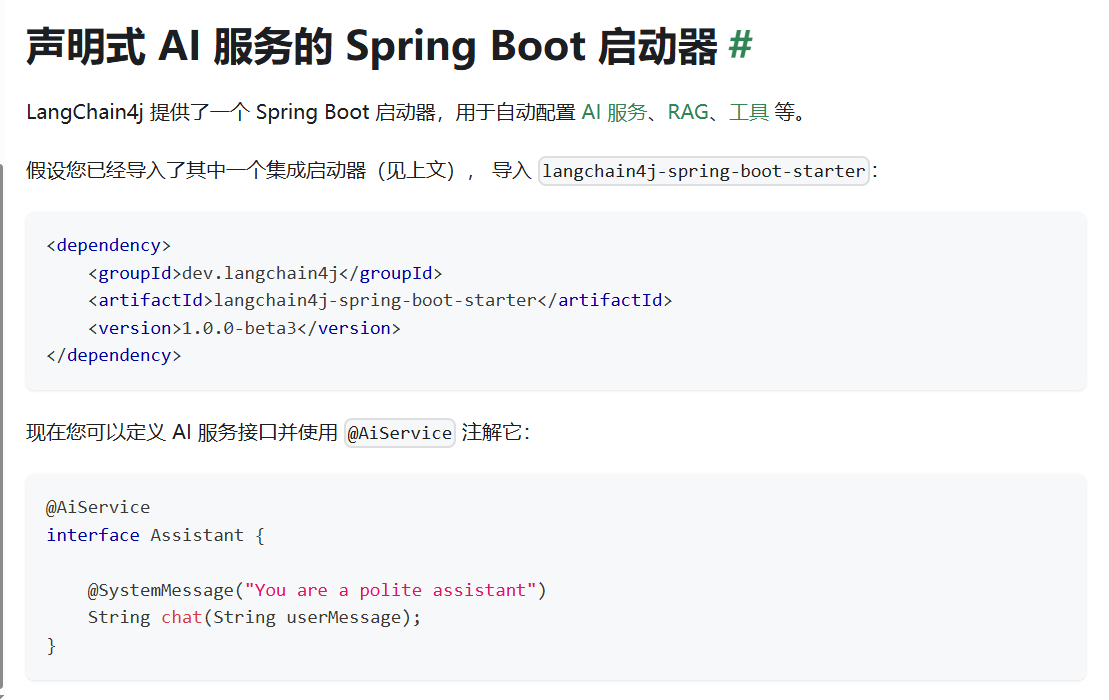 声明式 AI 服务的 Spring Boot 启动器 #
LangChain4j 提供了一个 Spring Boot 启动器，用于自动配置 AI 服务、RAG、工具 等。
假设您已经导入了其中一个集成启动器（见上文）， 导入 langchain4j-spring-boot-starter：
<dependency>
    <groupId>dev.langchain4j</groupId>
    <artifactId>langchain4j-spring-boot-starter</artifactId>
    <version>1.0.0-beta3</version>
</dependency>
现在您可以定义 AI 服务接口并使用 @AiService 注解它：
@AiService
interface Assistant {
    @SystemMessage("You are a polite assistant")
    String chat(String userMessage);
}